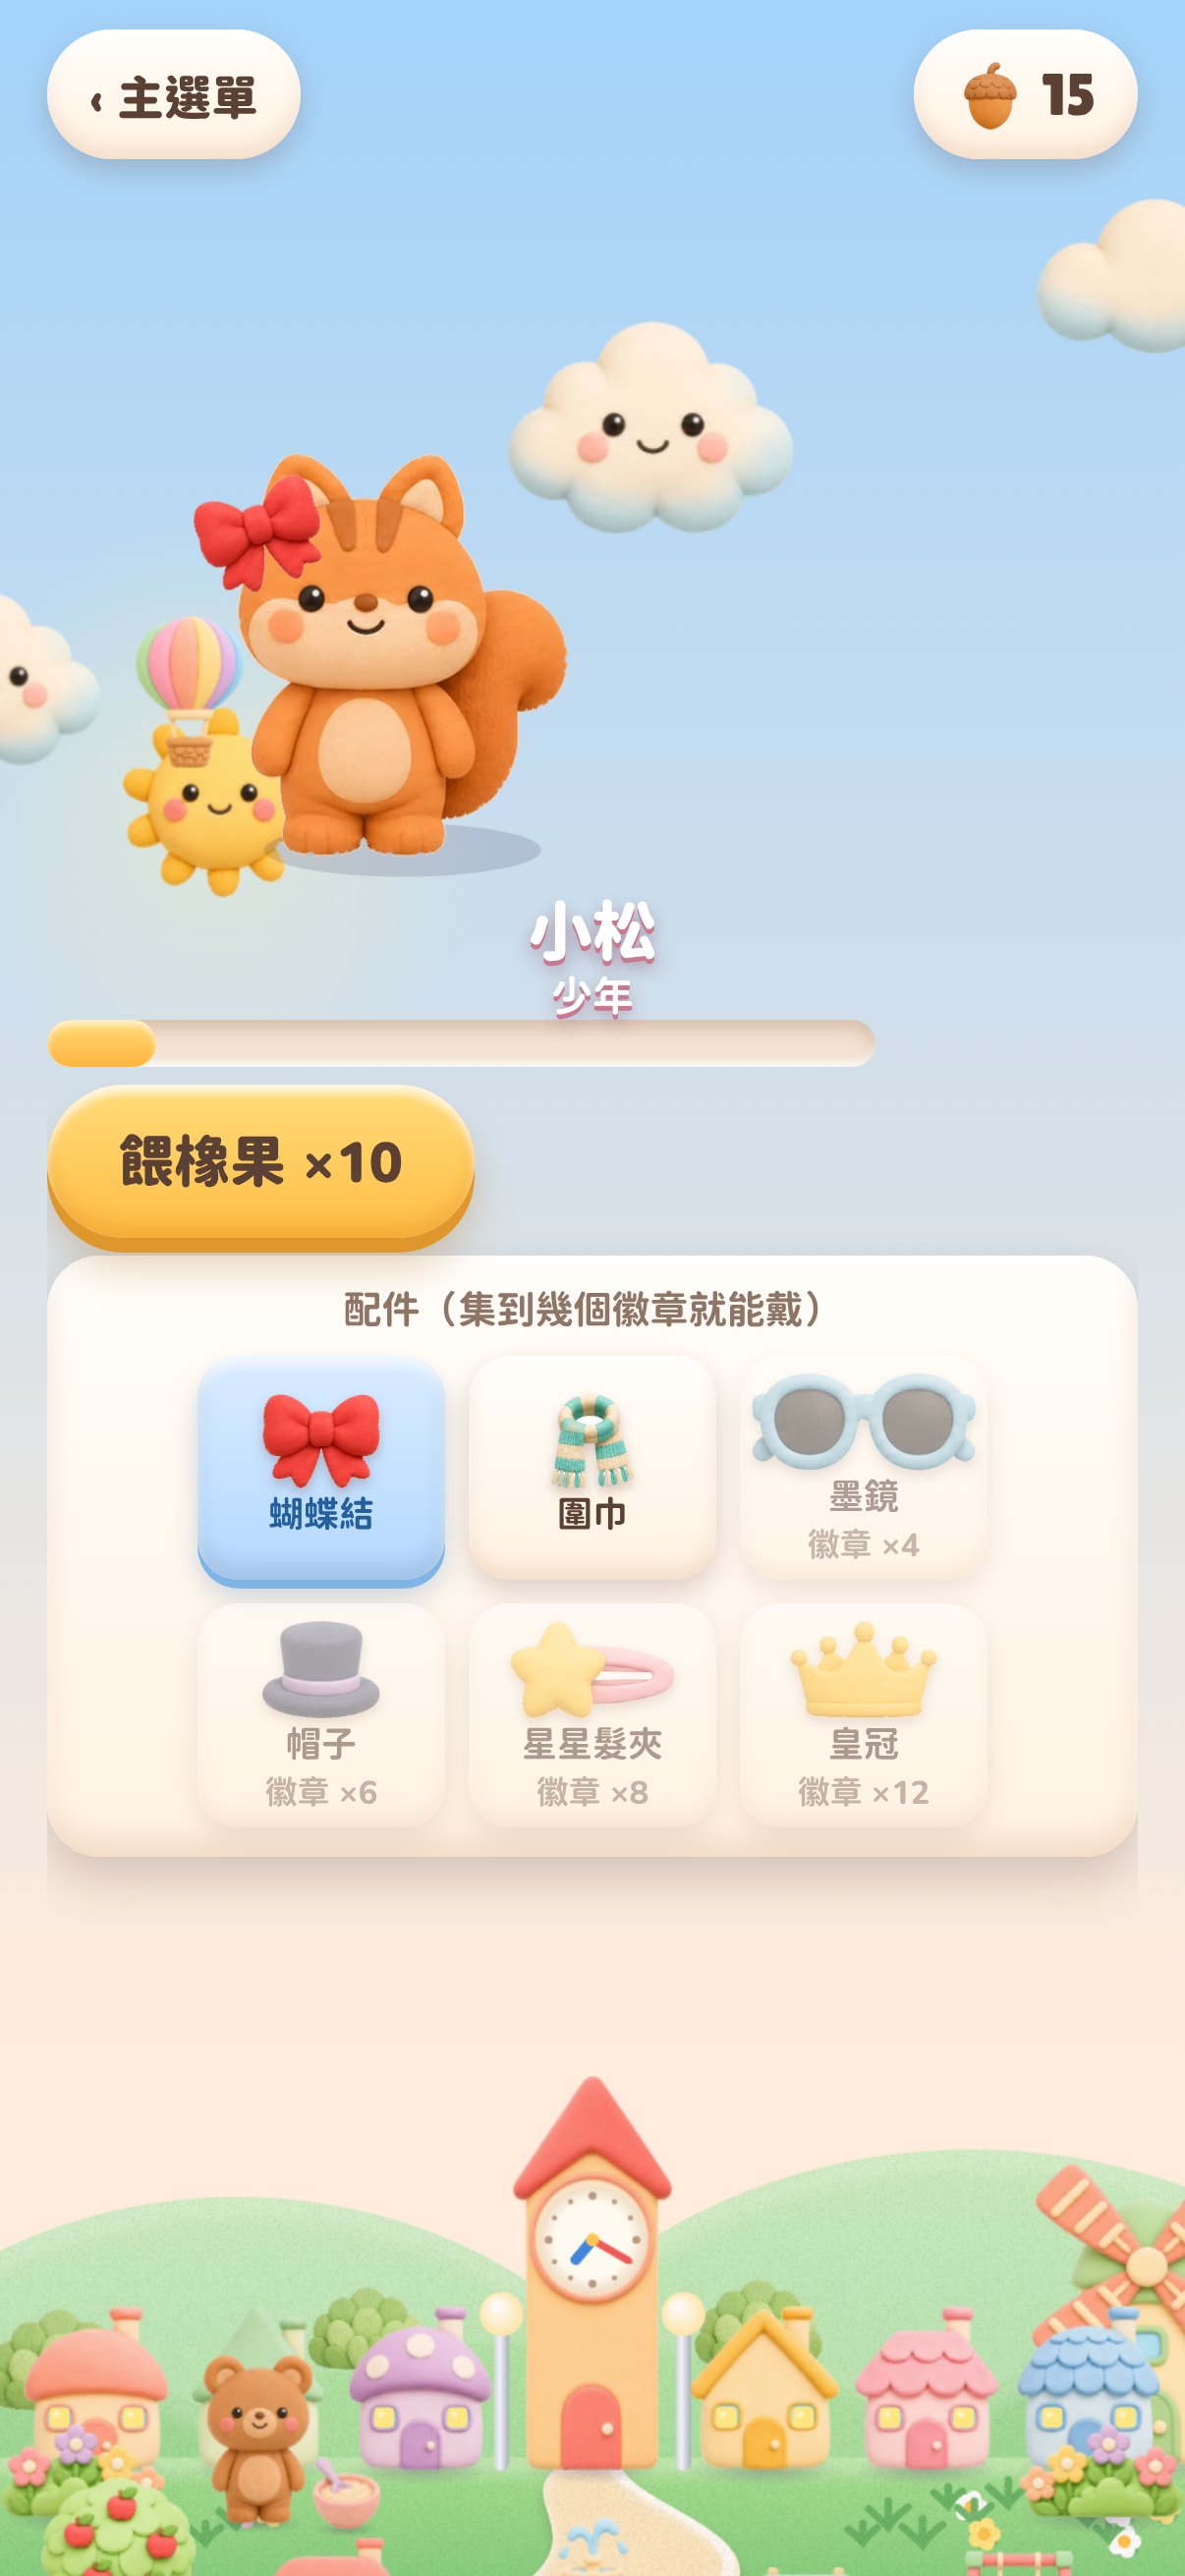 ‹ 主選單
15
小松
少年
餵橡果 ×10
配件（集到幾個徽章就能戴）
蝴蝶結
圍巾
墨鏡
徽章 ×4
帽子
徽章 ×6
星星髮夾
徽章 ×8
皇冠
徽章 ×12